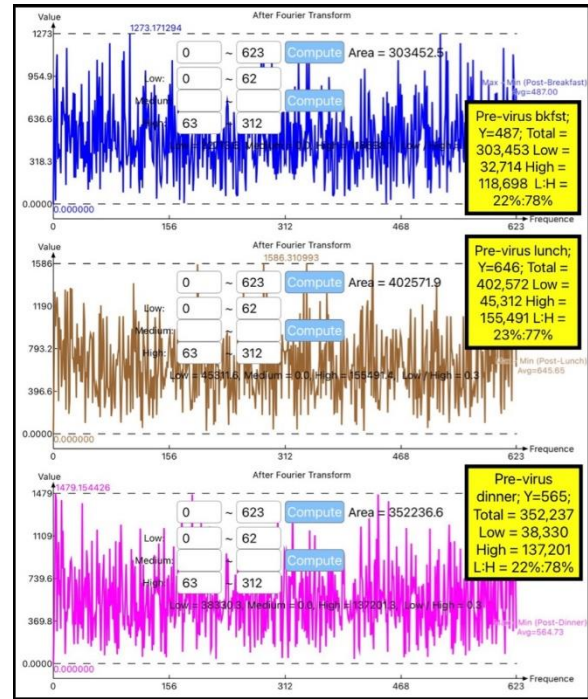 Value
After Fourier Transform
1273.171294
1273
0 ~ 623 Compute Area = 303452.5
Low: 0 ~ 62
954.9
Medium: ~ Compute
Max - Min (Post-Breakfast)
Avg=487.00
High: 63 ~ 312
636.6
318.3
0.0000
0.000000
0 156 312 468 623
Frequence
Pre-virus bkfst;
Y=487; Total =
303,453 Low =
32,714 High =
118,698 L:H =
22%:78%
Value
After Fourier Transform
1586.310993
1586
0 ~ 623 Compute Area = 402571.9
Low: 0 ~ 62
1190
Medium: ~ Compute
High: 63 ~ 312
793.2
Min (Post-Lunch)
Avg=645.65
Low = 45311.6, Medium = 0.0, High = 155491.4, Low / High = 0.3
396.6
0.0000
0.000000
0 156 312 468 623
Frequence
Pre-virus lunch;
Y=646; Total =
402,572 Low =
45,312 High =
155,491 L:H =
23%:77%
Value
After Fourier Transform
1479.154426
1479
0 ~ 623 Compute Area = 352236.6
Low: 0 ~ 62
1109
Medium: ~ Compute
High: 63 ~ 312
739.6
Low = 38330.3, Medium = 0.0, High = 137201.3, Low / High = 0.3
369.8
Min (Post-Dinner)
Avg=564.73
0.0000
0.000000
0 156 312 468 623
Frequence
Pre-virus
dinner; Y=565;
Total = 352,237
Low = 38,330
High = 137,201
L:H = 22%:78%